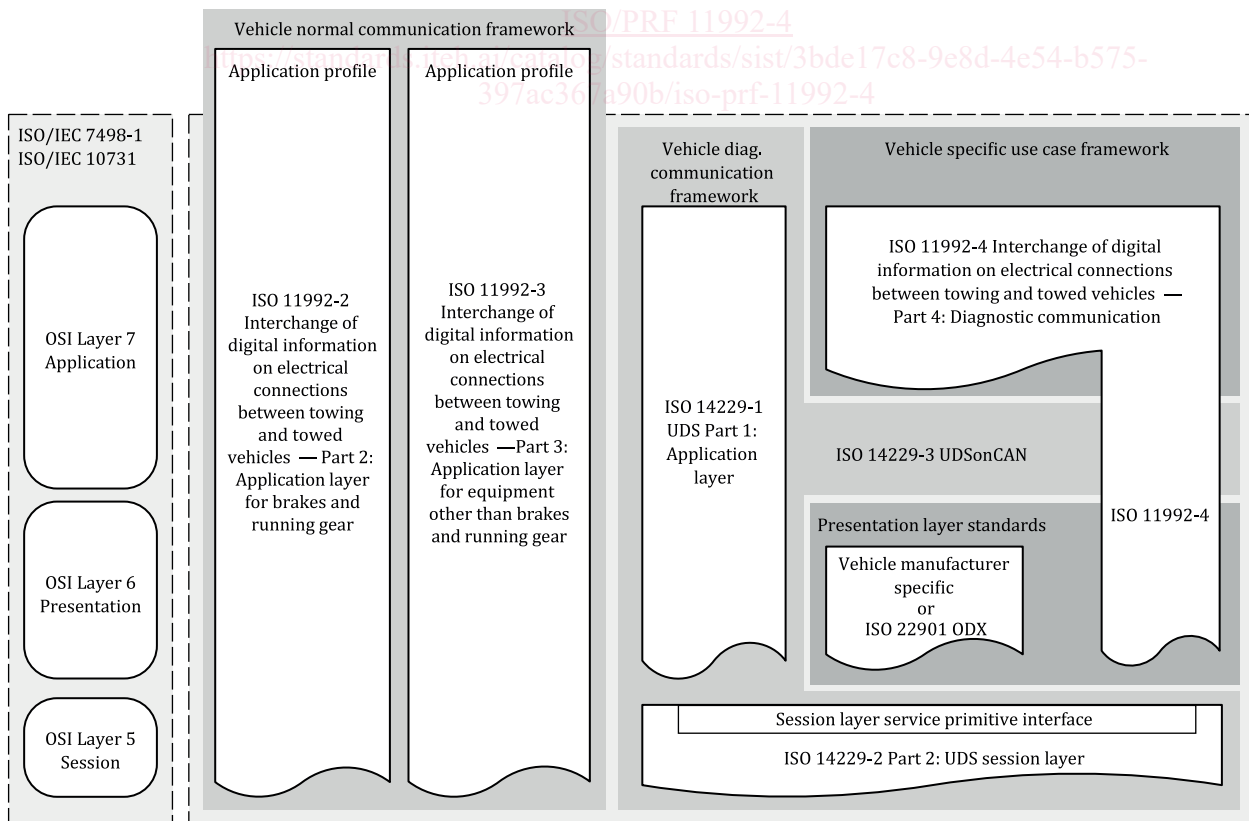 ISO/PRF 11992-4
https://standards.iteh.ai/catalog/standards/sist/3bde17c8-9e8d-4e54-b575-
397ac367a90b/iso-prf-11992-4
Vehicle normal communication framework
Application profile
Application profile
ISO/IEC 7498-1
ISO/IEC 10731
OSI Layer 7
Application
OSI Layer 6
Presentation
OSI Layer 5
Session
ISO 11992-2
Interchange of
digital information
on electrical
connections
between towing
and towed
vehicles — Part 2:
Application layer
for brakes and
running gear
ISO 11992-3
Interchange of
digital information
on electrical
connections
between towing
and towed
vehicles —Part 3:
Application layer
for equipment
other than brakes
and running gear
Vehicle diag.
communication
framework
ISO 14229-1
UDS Part 1:
Application
layer
Vehicle specific use case framework
ISO 11992-4 Interchange of digital
information on electrical connections
between towing and towed vehicles —
Part 4: Diagnostic communication
ISO 14229-3 UDSonCAN
ISO 11992-4
Presentation layer standards
Vehicle manufacturer
specific
or
ISO 22901 ODX
Session layer service primitive interface
ISO 14229-2 Part 2: UDS session layer